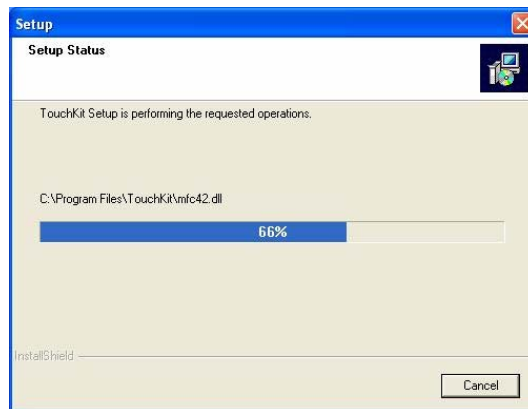 Setup
Setup Status
TouchKit Setup is performing the requested operations.
C:\Program Files\TouchKit\mfc42.dll
66%
InstallShield
Cancel